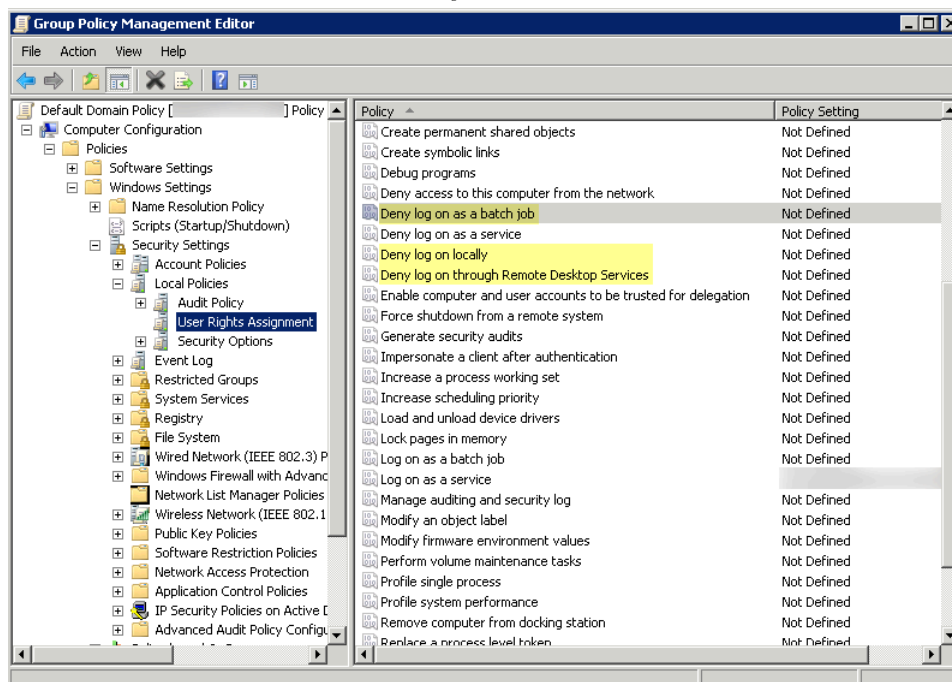 Group Policy Management Editor
File Action View Help
Default Domain Policy [ ] Policy
Computer Configuration
Policies
Software Settings
Windows Settings
Name Resolution Policy
Scripts (Startup/Shutdown)
Security Settings
Account Policies
Local Policies
Audit Policy
User Rights Assignment
Security Options
Event Log
Restricted Groups
System Services
Registry
File System
Wired Network (IEEE 802.3) P
Windows Firewall with Advanc
Network List Manager Policies
Wireless Network (IEEE 802.1
Public Key Policies
Software Restriction Policies
Network Access Protection
Application Control Policies
IP Security Policies on Active D
Advanced Audit Policy Configu
Policy Policy Setting
Create permanent shared objects Not Defined
Create symbolic links Not Defined
Debug programs Not Defined
Deny access to this computer from the network Not Defined
Deny log on as a batch job Not Defined
Deny log on as a service Not Defined
Deny log on locally Not Defined
Deny log on through Remote Desktop Services Not Defined
Enable computer and user accounts to be trusted for delegation Not Defined
Force shutdown from a remote system Not Defined
Generate security audits Not Defined
Impersonate a client after authentication Not Defined
Increase a process working set Not Defined
Increase scheduling priority Not Defined
Load and unload device drivers Not Defined
Lock pages in memory Not Defined
Log on as a batch job Not Defined
Log on as a service
Manage auditing and security log Not Defined
Modify an object label Not Defined
Modify firmware environment values Not Defined
Perform volume maintenance tasks Not Defined
Profile single process Not Defined
Profile system performance Not Defined
Remove computer from docking station Not Defined
Replace a process level token Not Defined